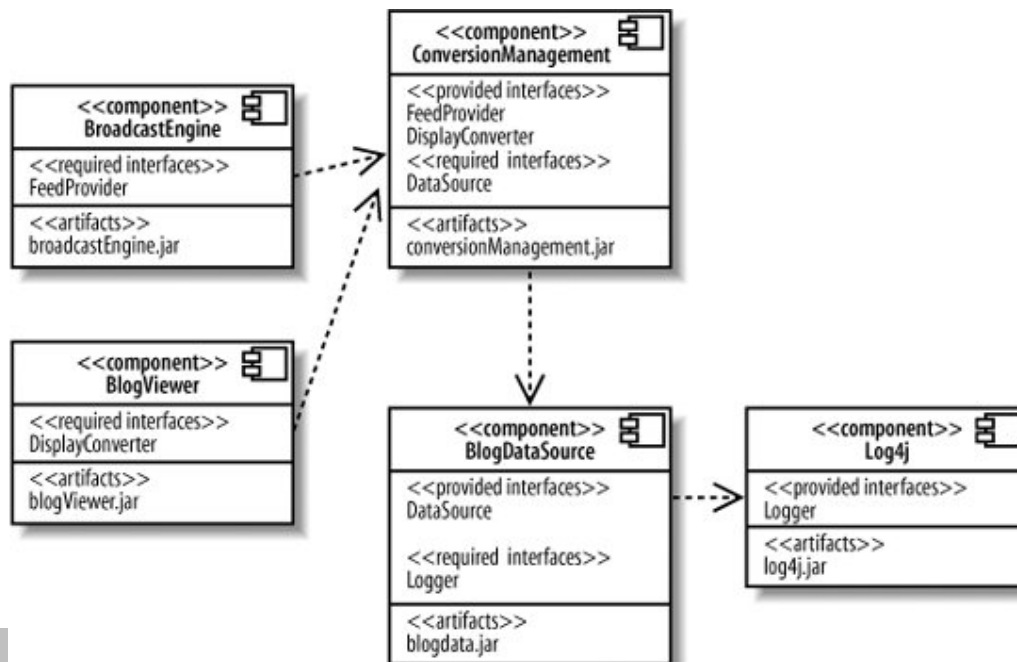 <<component>>
BroadcastEngine
<<required interfaces>>
FeedProvider
<<artifacts>>
broadcastEngine.jar
<<component>>
ConversionManagement
<<provided interfaces>>
FeedProvider
DisplayConverter
<<required interfaces>>
DataSource
<<artifacts>>
conversionManagement.jar
<<component>>
BlogViewer
<<required interfaces>>
DisplayConverter
<<artifacts>>
blogViewer.jar
<<component>>
BlogDataSource
<<provided interfaces>>
DataSource
<<required interfaces>>
Logger
<<artifacts>>
blogdata.jar
<<component>>
Log4j
<<provided interfaces>>
Logger
<<artifacts>>
log4j.jar